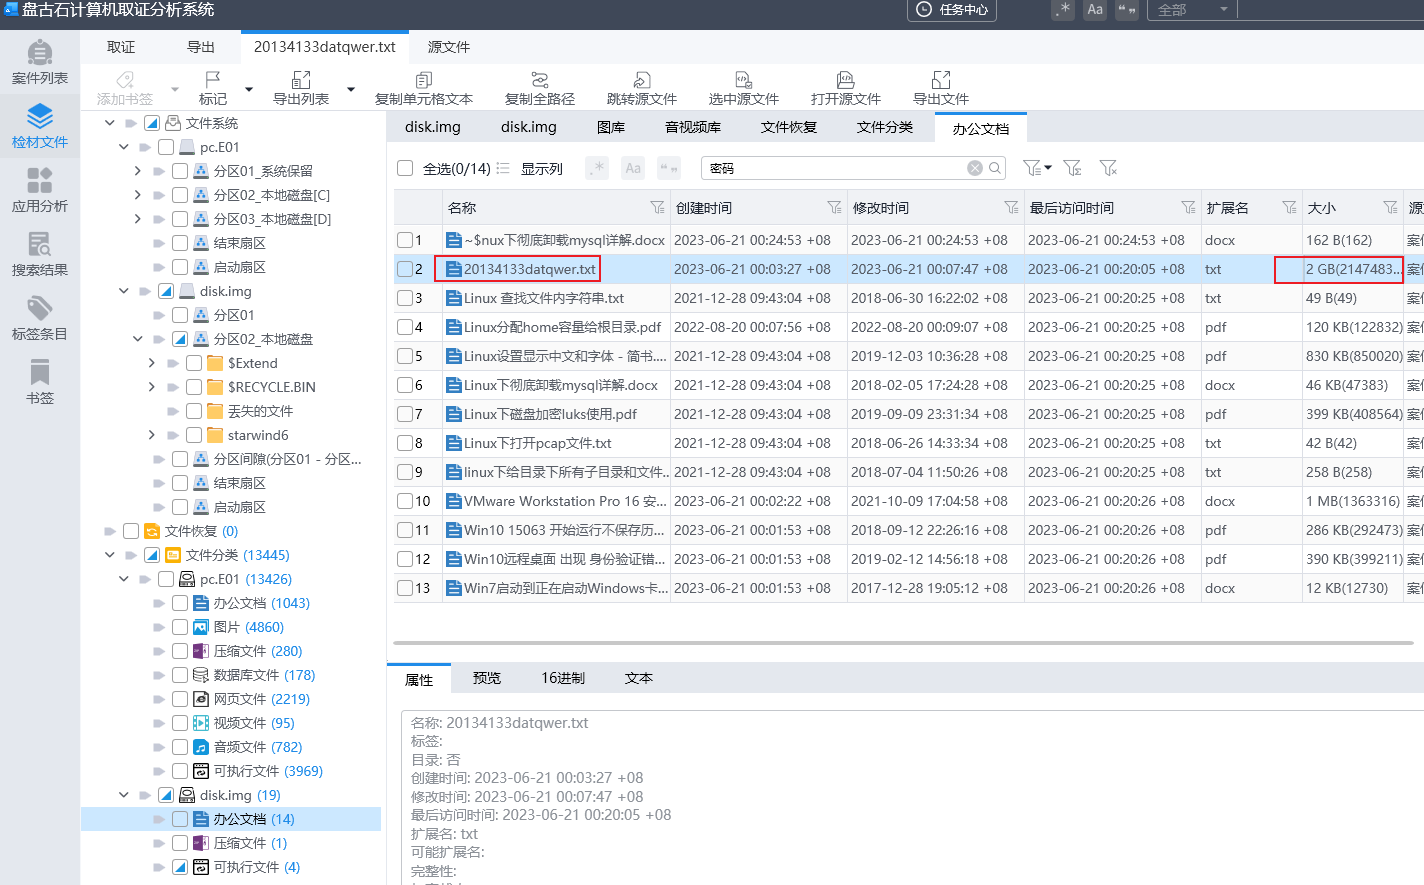 盘古石计算机取证分析系统
任务中心
.*
Aa
全部
取证
导出
20134133datqwer.txt
源文件
案件列表
检材文件
应用分析
搜索结果
标签条目
书签
添加书签
标记
导出列表
复制单元格文本
复制全路径
跳转源文件
选中源文件
打开源文件
导出文件
文件系统
pc.E01
分区01_系统保留
分区02_本地磁盘[C]
分区03_本地磁盘[D]
结束扇区
启动扇区
disk.img
分区01
分区02_本地磁盘
$Extend
$RECYCLE.BIN
丢失的文件
starwind6
分区间隙(分区01 - 分区...
结束扇区
启动扇区
文件恢复 (0)
文件分类 (13445)
pc.E01 (13426)
办公文档 (1043)
图片 (4860)
压缩文件 (280)
数据库文件 (178)
网页文件 (2219)
视频文件 (95)
音频文件 (782)
可执行文件 (3969)
disk.img (19)
办公文档 (14)
压缩文件 (1)
可执行文件 (4)
disk.img
disk.img
图库
音视频库
文件恢复
文件分类
办公文档
全选(0/14)
显示列
.*
Aa
密码
名称 创建时间 修改时间 最后访问时间 扩展名 大小 源
1 ~$nux下彻底卸载mysql详解.docx 2023-06-21 00:24:53 +08 2023-06-21 00:24:53 +08 2023-06-21 00:24:53 +08 docx 162 B(162) 案件
2 20134133datqwer.txt 2023-06-21 00:03:27 +08 2023-06-21 00:07:47 +08 2023-06-21 00:20:05 +08 txt 2 GB(2147483... 案件
3 Linux 查找文件内字符串.txt 2021-12-28 09:43:04 +08 2018-06-30 16:22:02 +08 2023-06-21 00:20:25 +08 txt 49 B(49) 案件
4 Linux分配home容量给根目录.pdf 2022-08-20 00:07:56 +08 2022-08-20 00:09:07 +08 2023-06-21 00:20:25 +08 pdf 120 KB(122832) 案件
5 Linux设置显示中文和字体 - 简书.... 2021-12-28 09:43:04 +08 2019-12-03 10:36:28 +08 2023-06-21 00:20:25 +08 pdf 830 KB(850020) 案件
6 Linux下彻底卸载mysql详解.docx 2021-12-28 09:43:04 +08 2018-02-05 17:24:28 +08 2023-06-21 00:20:25 +08 docx 46 KB(47383) 案件
7 Linux下磁盘加密luks使用.pdf 2021-12-28 09:43:04 +08 2019-09-09 23:31:34 +08 2023-06-21 00:20:25 +08 pdf 399 KB(408564) 案件
8 Linux下打开pcap文件.txt 2021-12-28 09:43:04 +08 2018-06-26 14:33:34 +08 2023-06-21 00:20:25 +08 txt 42 B(42) 案件
9 linux下给目录下所有子目录和文件... 2021-12-28 09:43:04 +08 2018-07-04 11:50:26 +08 2023-06-21 00:20:25 +08 txt 258 B(258) 案件
10 VMware Workstation Pro 16 安... 2023-06-21 00:02:22 +08 2021-10-09 17:04:58 +08 2023-06-21 00:20:26 +08 docx 1 MB(1363316) 案件
11 Win10 15063 开始运行不保存历... 2023-06-21 00:01:53 +08 2018-09-12 22:26:16 +08 2023-06-21 00:20:26 +08 pdf 286 KB(292473) 案件
12 Win10远程桌面 出现 身份验证错... 2023-06-21 00:01:53 +08 2019-02-12 14:56:18 +08 2023-06-21 00:20:26 +08 pdf 390 KB(399211) 案件
13 Win7启动到正在启动Windows卡... 2023-06-21 00:01:53 +08 2017-12-28 19:05:12 +08 2023-06-21 00:20:26 +08 docx 12 KB(12730) 案件
属性
预览
16进制
文本
名称: 20134133datqwer.txt
标签:
目录: 否
创建时间: 2023-06-21 00:03:27 +08
修改时间: 2023-06-21 00:07:47 +08
最后访问时间: 2023-06-21 00:20:05 +08
扩展名: txt
可能扩展名:
完整性: